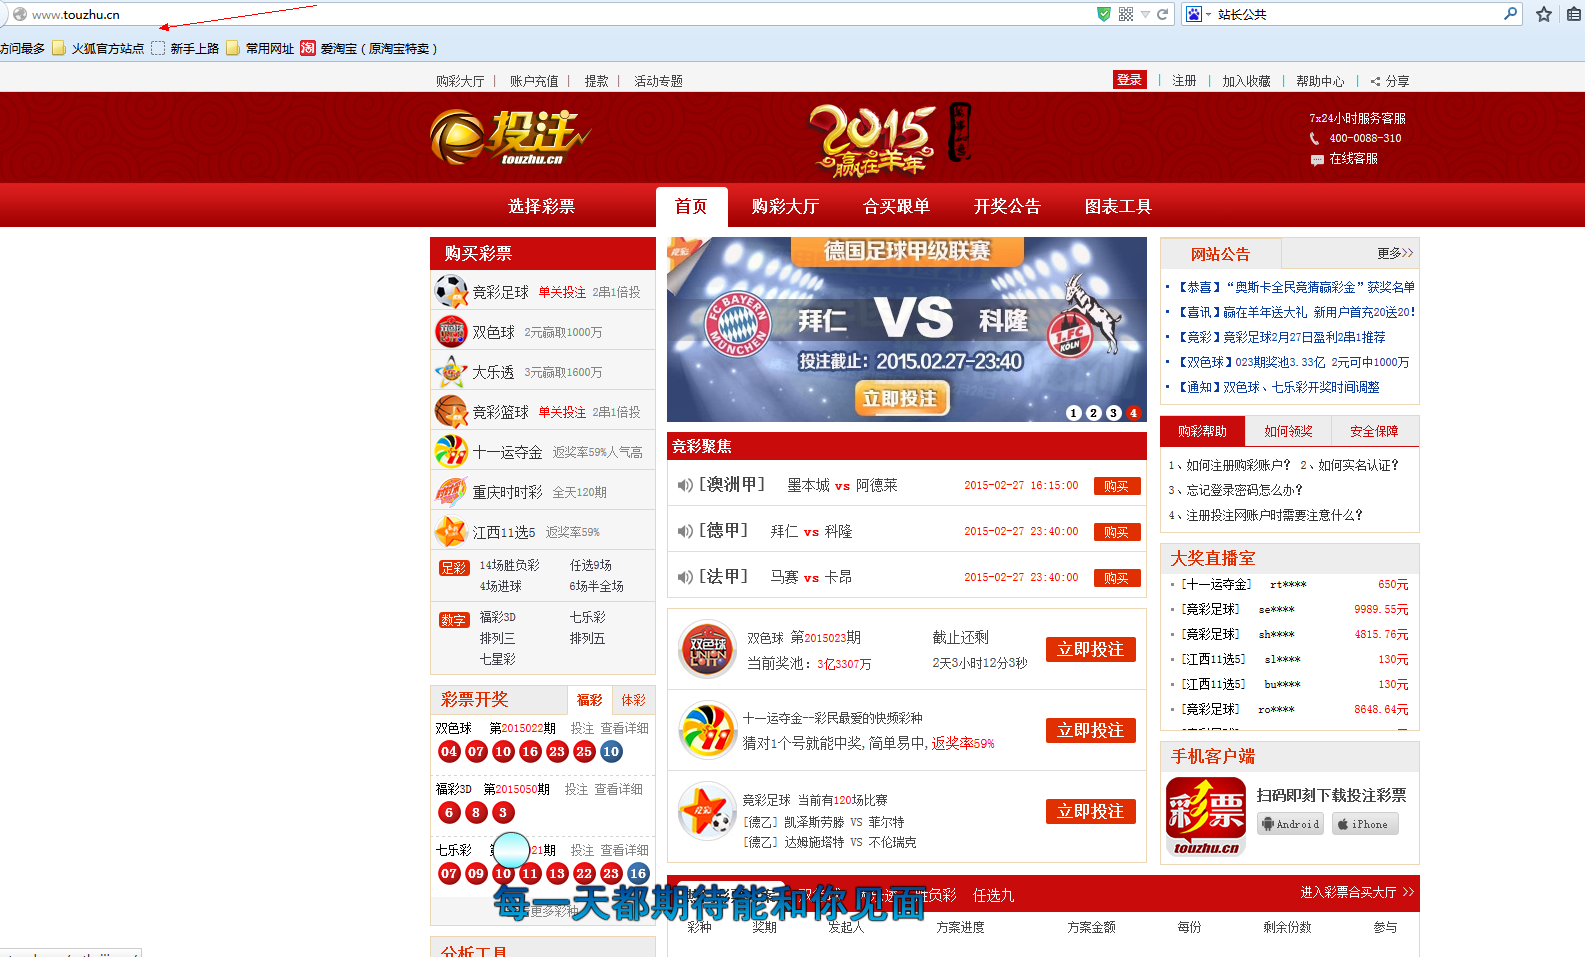 www.touzhu.cn
站长公共
访问最多 火狐官方站点 新手上路 常用网址 淘 爱淘宝（原淘宝特卖）
购彩大厅 | 账户充值 | 提款 | 活动专题
登录 | 注册 | 加入收藏 | 帮助中心 | 分享
投注
touzhu.cn
2015
赢在羊年
7x24小时服务客服
400-0088-310
在线客服
选择彩票 首页 购彩大厅 合买跟单 开奖公告 图表工具
购买彩票
竞彩足球 单关投注 2串1倍投
双色球 2元赢取1000万
大乐透 3元赢取1600万
竞彩篮球 单关投注 2串1倍投
十一运夺金 返奖率59%人气高
重庆时时彩 全天120期
江西11选5 返奖率59%
足彩 14场胜负彩 任选9场
4场进球 6场半全场
数字 福彩3D 七乐彩
排列三 排列五
七星彩
彩票开奖 福彩 体彩
双色球 第2015022期 投注 查看详细
04 07 10 16 23 25 10
福彩3D 第2015050期 投注 查看详细
6 8 3
七乐彩 第 21期 投注 查看详细
07 09 10 11 13 22 23 16
更多彩种
分析工具
德国足球甲级联赛
FC BAYERN MÜNCHEN
拜仁 VS 科隆
1.FC KÖLN
投注截止：2015.02.27-23:40
立即投注
1 2 3 4
竞彩聚焦
[澳洲甲] 墨本城 vs 阿德莱 2015-02-27 16:15:00 购买
[德甲] 拜仁 vs 科隆 2015-02-27 23:40:00 购买
[法甲] 马赛 vs 卡昂 2015-02-27 23:40:00 购买
双色球 UNION LOTTO
双色球 第2015023期 截止还剩
当前奖池：3亿3307万 2天3小时12分3秒
立即投注
十一运夺金--彩民最爱的快频彩种
猜对1个号就能中奖,简单易中,返奖率59%
立即投注
竞彩足球 当前有120场比赛
[德乙] 凯泽斯劳滕 VS 菲尔特
[德乙] 达姆施塔特 VS 不伦瑞克
立即投注
胜负彩 任选九 进入彩票合买大厅 >>
每一天都期待能和你见面
彩种 奖期 发起人 方案进度 方案金额 每份 剩余份数 参与
网站公告 更多>>
【恭喜】“奥斯卡全民竞猜赢彩金”获奖名单
【喜讯】赢在羊年送大礼 新用户首充20送20!
【竞彩】竞彩足球2月27日盈利2串1推荐
【双色球】023期奖池3.33亿 2元可中1000万
【通知】双色球、七乐彩开奖时间调整
购彩帮助 如何领奖 安全保障
1、如何注册购彩账户? 2、如何实名认证?
3、忘记登录密码怎么办?
4、注册投注网账户时需要注意什么?
大奖直播室
[十一运夺金] rt**** 650元
[竞彩足球] se**** 9989.55元
[竞彩足球] sh**** 4815.76元
[江西11选5] sl**** 130元
[江西11选5] bu**** 130元
[竞彩足球] ro**** 8648.64元
手机客户端
彩票
touzhu.cn
扫码即刻下载投注彩票
Android iPhone